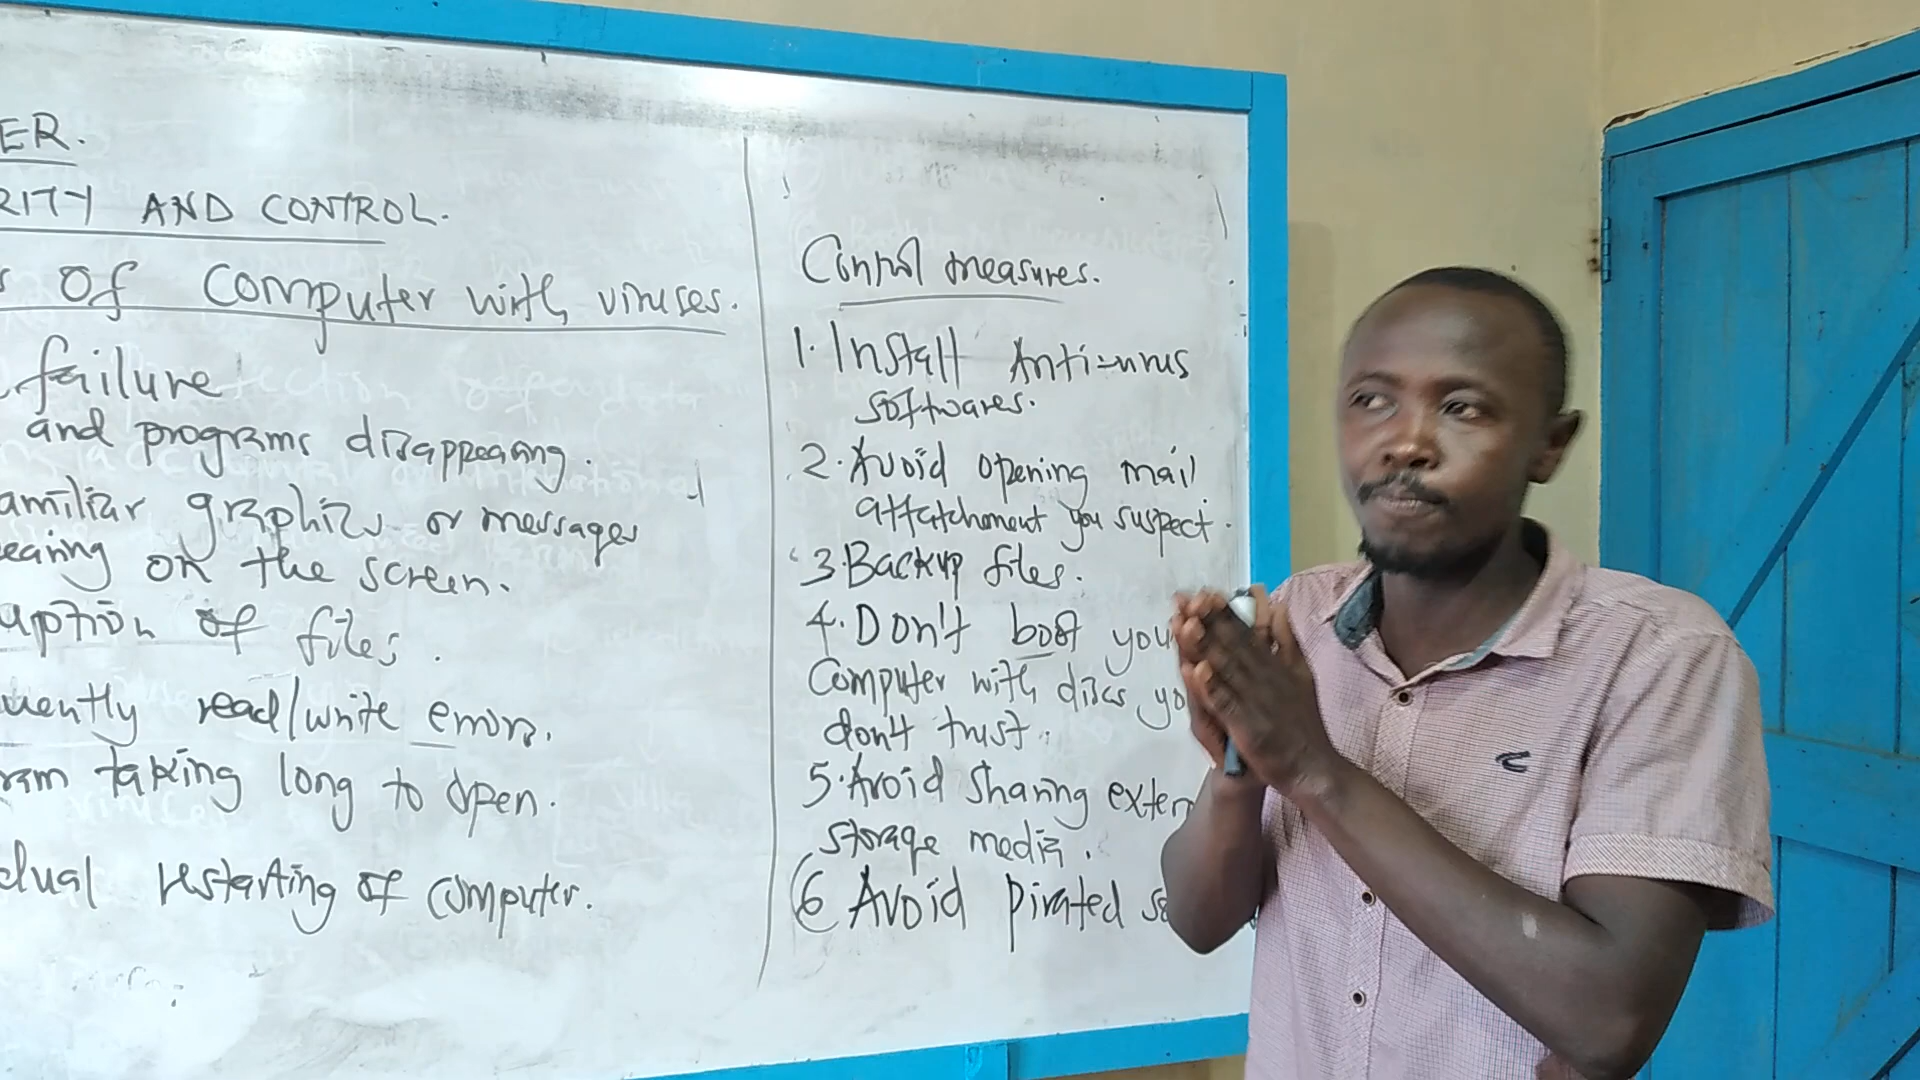 ER.
RITY AND CONTROL.
s of computer with viruses.
failure
and programs disappearing.
amiliar graphics or messages
earing on the screen.
uption of files.
uently read/write errors.
ram taking long to open.
dual restarting of computer.
Control measures.
1. Install Anti-virus
softwares.
2. Avoid opening mail
attatchement you suspect.
3. Backup files.
4. Don't boot you
Computer with discs yo
don't trust.
5. Avoid sharing extern
storage media.
6 Avoid pirated so